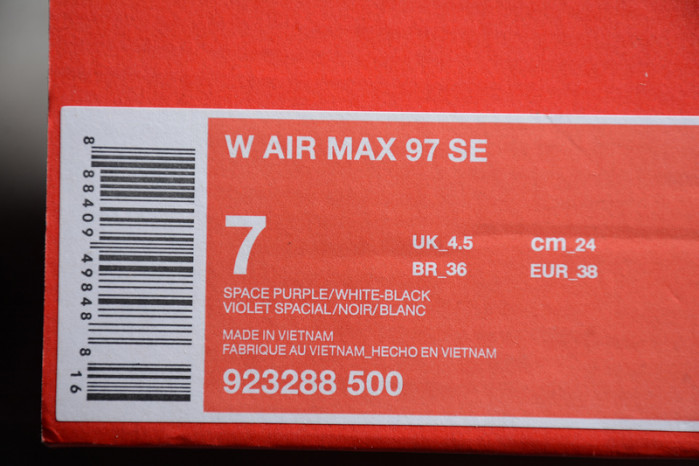 W AIR MAX 97 SE
7
UK_4.5 cm_24
BR_36 EUR_38
SPACE PURPLE/WHITE-BLACK
VIOLET SPACIAL/NOIR/BLANC
MADE IN VIETNAM
FABRIQUE AU VIETNAM_HECHO EN VIETNAM
923288 500
8 88409 49848 8
16